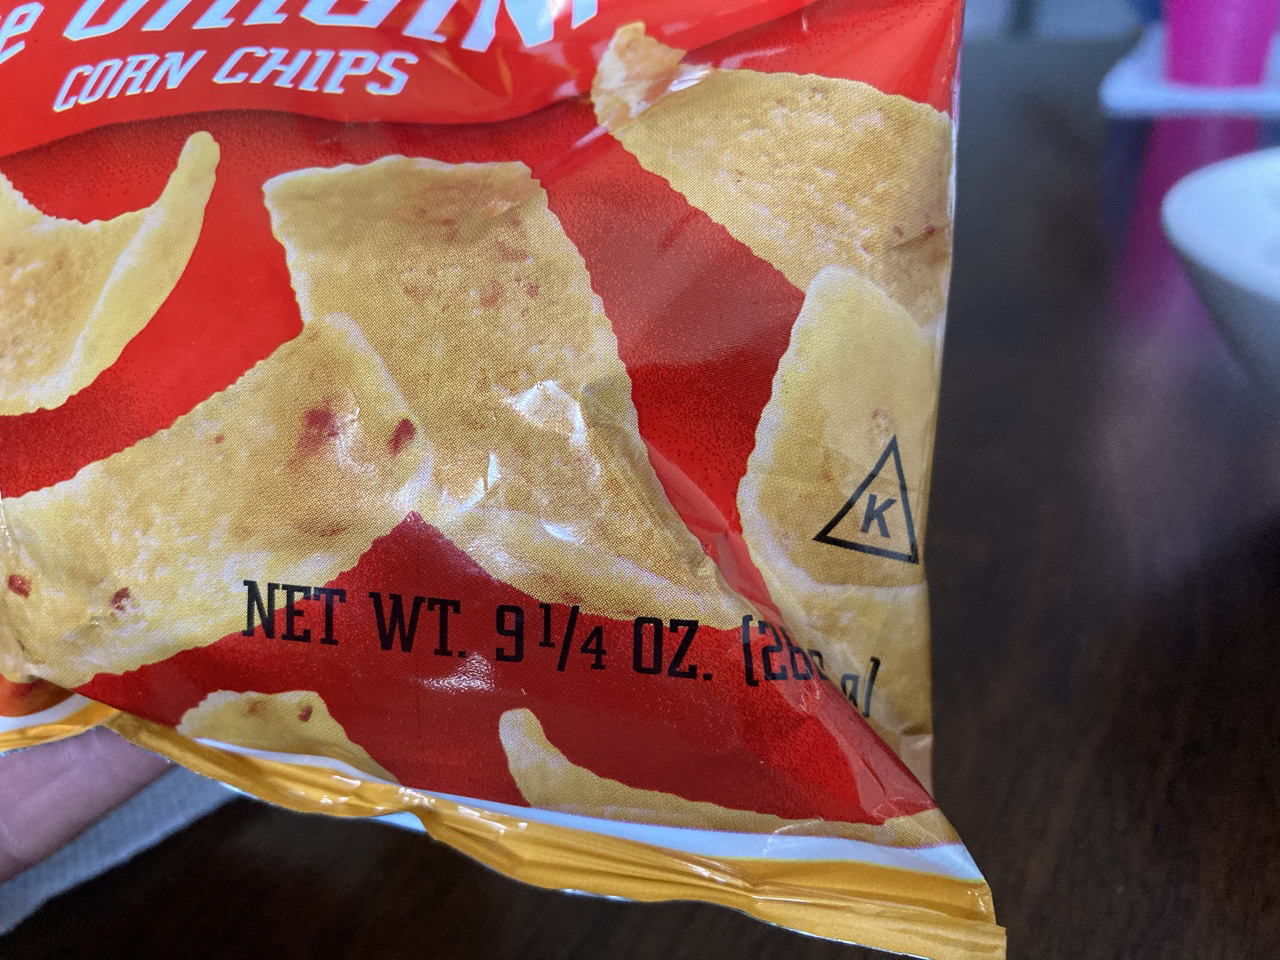 CORN CHIPS
K
NET WT. 9 1/4 OZ.